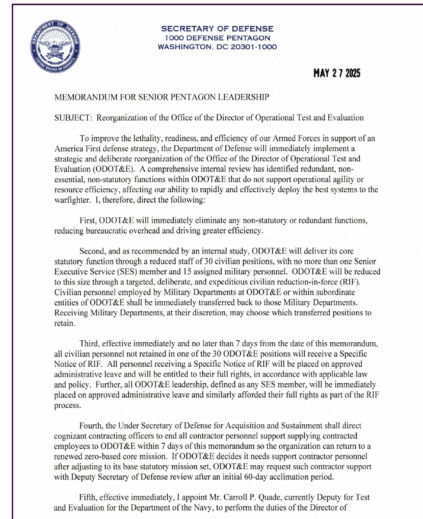 SECRETARY OF DEFENSE
1000 DEFENSE PENTAGON
WASHINGTON, DC 20301-1000
MAY 27 2025
MEMORANDUM FOR SENIOR PENTAGON LEADERSHIP
SUBJECT: Reorganization of the Office of the Director of Operational Test and Evaluation
To improve the lethality, readiness, and efficiency of our Armed Forces in support of an
America First defense strategy, the Department of Defense will immediately implement a
strategic and deliberate reorganization of the Office of the Director of Operational Test and
Evaluation (ODOT&E). A comprehensive internal review has identified redundant, non-
essential, non-statutory functions within ODOT&E that do not support operational agility or
resource efficiency, affecting our ability to rapidly and effectively deploy the best systems to the
warfighter. I, therefore, direct the following:
First, ODOT&E will immediately eliminate any non-statutory or redundant functions,
reducing bureaucratic overhead and driving greater efficiency.
Second, and as recommended by an internal study, ODOT&E will deliver its core
statutory function through a reduced staff of 30 civilian positions, with no more than one Senior
Executive Service (SES) member and 15 assigned military personnel. ODOT&E will be reduced
to this size through a targeted, deliberate, and expeditious civilian reduction-in-force (RIF).
Civilian personnel employed by Military Departments at ODOT&E or within subordinate
entities of ODOT&E shall be immediately transferred back to those Military Departments.
Receiving Military Departments, at their discretion, may choose which transferred positions to
retain.
Third, effective immediately and no later than 7 days from the date of this memorandum,
all civilian personnel not retained in one of the 30 ODOT&E positions will receive a Specific
Notice of RIF. All personnel receiving a Specific Notice of RIF will be placed on approved
administrative leave and will be entitled to their full rights, in accordance with applicable law
and policy. Further, all ODOT&E leadership, defined as any SES member, will be immediately
placed on approved administrative leave and similarly afforded their full rights as part of the RIF
process.
Fourth, the Under Secretary of Defense for Acquisition and Sustainment shall direct
cognizant contracting officers to end all contractor personnel support supplying contracted
employees to ODOT&E within 7 days of this memorandum so the organization can return to a
renewed zero-based core mission. If ODOT&E decides it needs support contractor personnel
after adjusting to its base statutory mission set, ODOT&E may request such contractor support
with Deputy Secretary of Defense review after an initial 60-day acclimation period.
Fifth, effective immediately, I appoint Mr. Carroll P. Quade, currently Deputy for Test
and Evaluation for the Department of the Navy, to perform the duties of the Director of